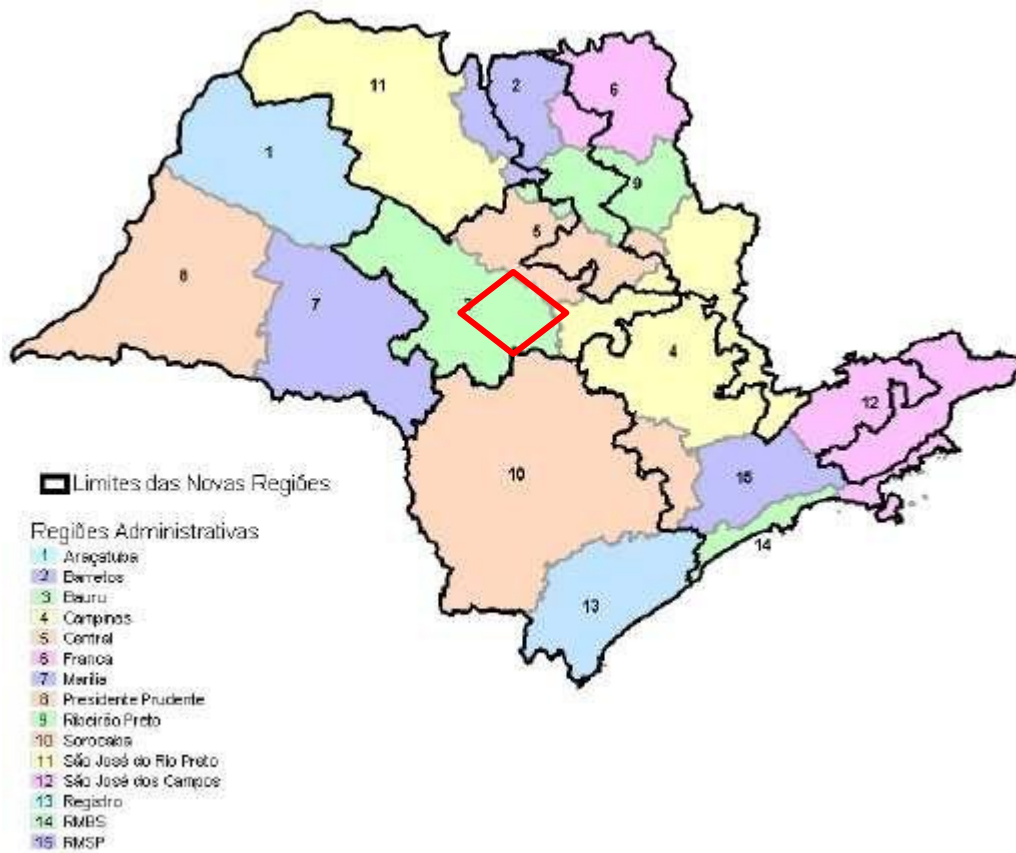 11
2
6
1
9
5
8
7
4
12
10
15
14
13
Limites das Novas Regiões
Regiões Administrativas
1 Araçatuba
2 Barretos
3 Bauru
4 Campinas
5 Central
6 Franca
7 Marília
8 Presidente Prudente
9 Ribeirão Preto
10 Sorocaba
11 São José do Rio Preto
12 São José dos Campos
13 Registro
14 RMBS
15 RMSP